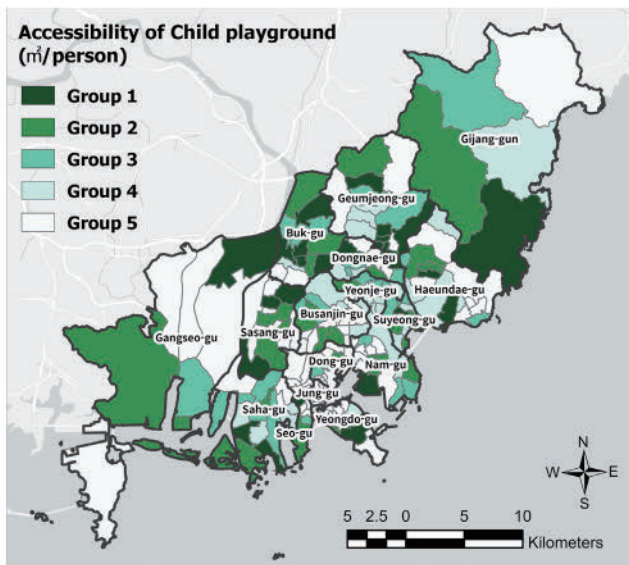 Accessibility of Child playground
(㎡/person)
Group 1
Group 2
Group 3
Group 4
Group 5
Gijang-gun
Geumjeong-gu
Buk-gu
Dongnae-gu
Yeonje-gu
Haeundae-gu
Busanjin-gu
Suyeong-gu
Sasang-gu
Gangseo-gu
Dong-gu
Nam-gu
Jung-gu
Saha-gu
Yeongdo-gu
Seo-gu
N
W E
S
5 2.5 0 5 10
Kilometers